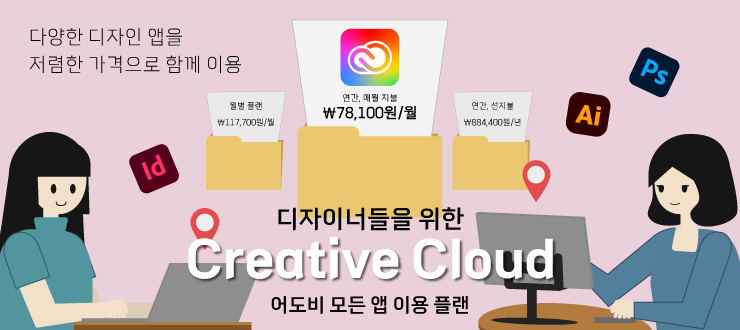 다양한 디자인 앱을
저렴한 가격으로 함께 이용
월별 플랜
₩117,700원/월
연간, 매월 지불
₩78,100원/월
연간, 선지불
₩884,400원/년
Id
Ai
Ps
디자이너들을 위한
Creative Cloud
어도비 모든 앱 이용 플랜